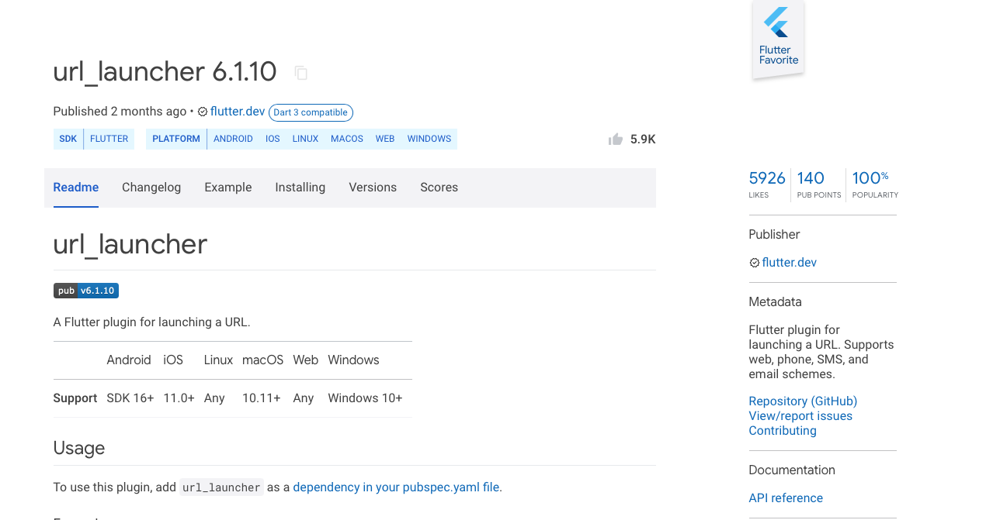 Flutter
Favorite
url_launcher 6.1.10
Published 2 months ago • flutter.dev Dart 3 compatible
SDK FLUTTER PLATFORM ANDROID IOS LINUX MACOS WEB WINDOWS
5.9K
Readme Changelog Example Installing Versions Scores
url_launcher
pub v6.1.10
A Flutter plugin for launching a URL.
Android iOS Linux macOS Web Windows
Support SDK 16+ 11.0+ Any 10.11+ Any Windows 10+
Usage
To use this plugin, add url_launcher as a dependency in your pubspec.yaml file.
5926 140 100%
LIKES PUB POINTS POPULARITY
Publisher
flutter.dev
Metadata
Flutter plugin for
launching a URL. Supports
web, phone, SMS, and
email schemes.
Repository (GitHub)
View/report issues
Contributing
Documentation
API reference